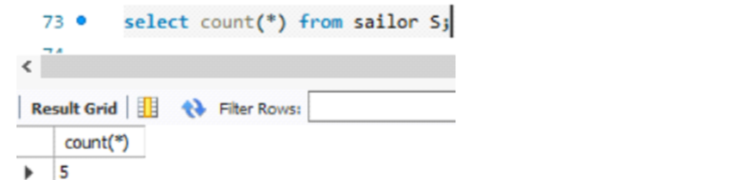 73 select count(*) from sailor S;
Result Grid Filter Rows:
count(*)
5